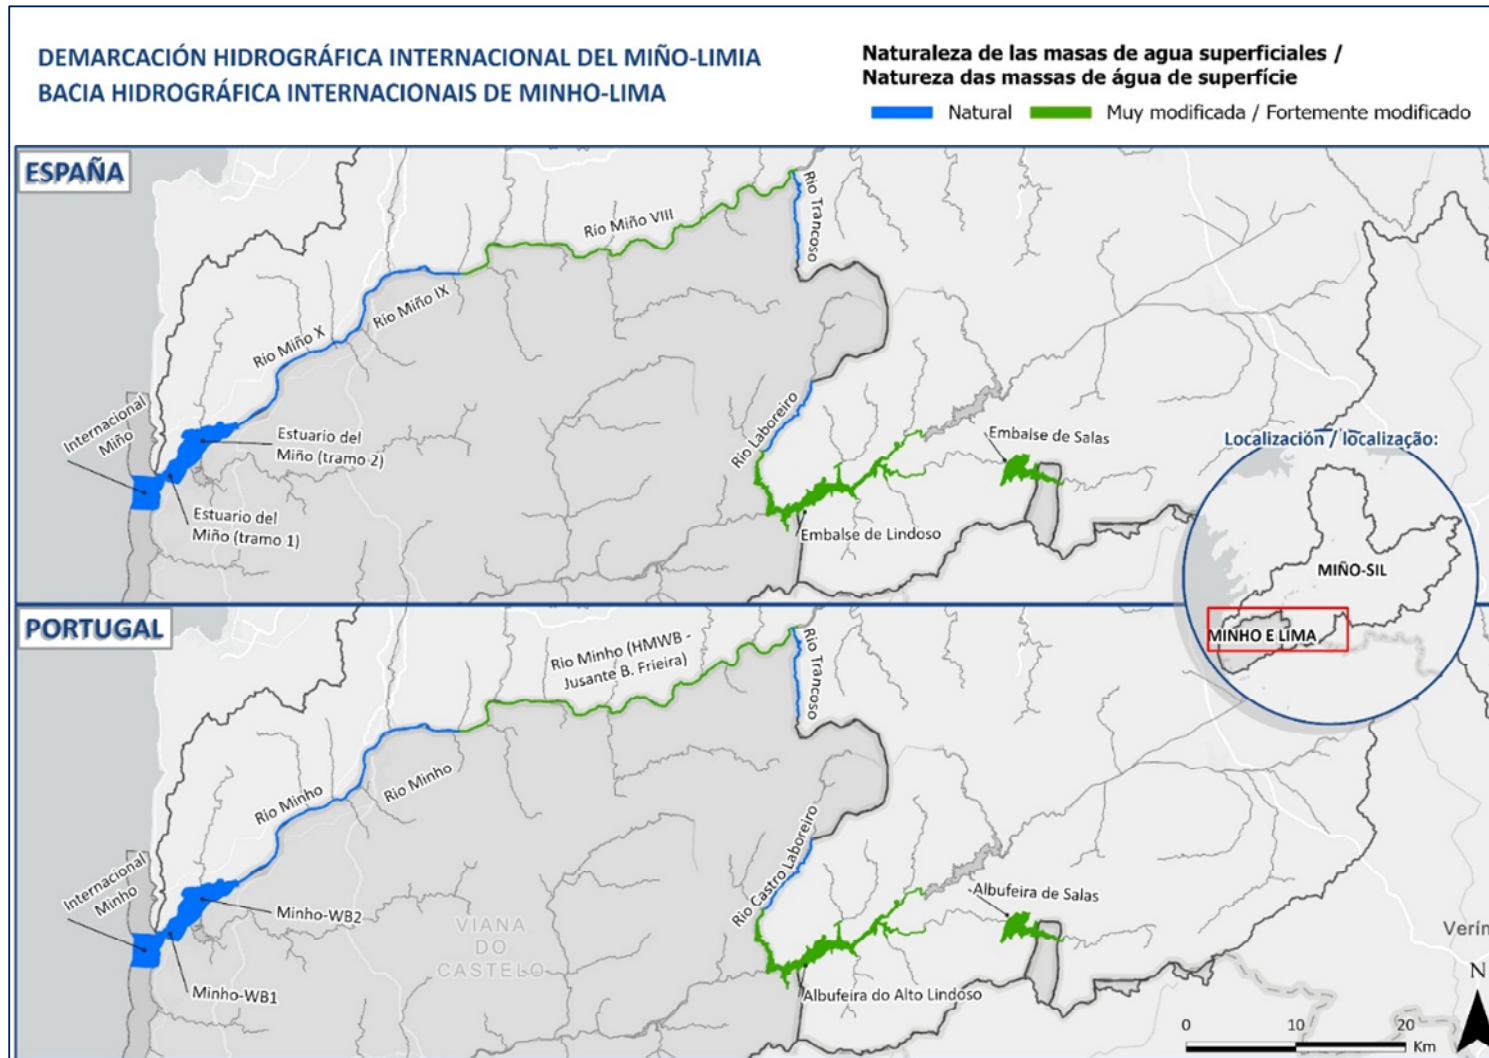 DEMARCACIÓN HIDROGRÁFICA INTERNACIONAL DEL MIÑO-LIMIA
BACIA HIDROGRÁFICA INTERNACIONAIS DE MINHO-LIMA
Naturaleza de las masas de agua superficiales /
Natureza das massas de água de superfície
Natural
Muy modificada / Fortemente modificado
ESPAÑA
Río Miño VIII
Río Trancoso
Río Miño IX
Río Miño X
Internacional
Miño
Estuario del
Miño (tramo 2)
Estuario del
Miño (tramo 1)
Río Laboreiro
Embalse de Salas
Embalse de Lindoso
Localización / localização:
MIÑO-SIL
MINHO E LIMA
PORTUGAL
Rio Minho (HMWB -
Jusante B. Frieira)
Rio Trancoso
Rio Minho
Rio Minho
Internacional
Minho
Minho-WB2
Minho-WB1
VIANA
DO
CASTELO
Rio Castro Laboreiro
Albufeira de Salas
Albufeira do Alto Lindoso
Verín
N
0 10 20
Km